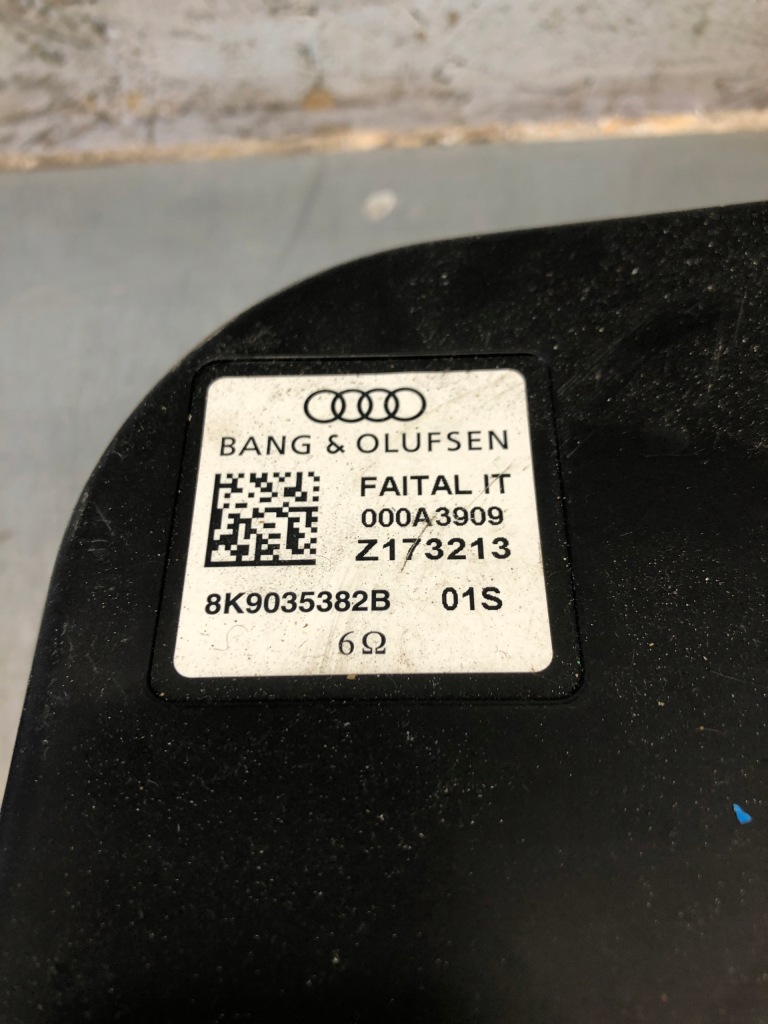 BANG & OLUFSEN
FAITAL IT
000A3909
Z173213
8K9035382B 01S
6Ω